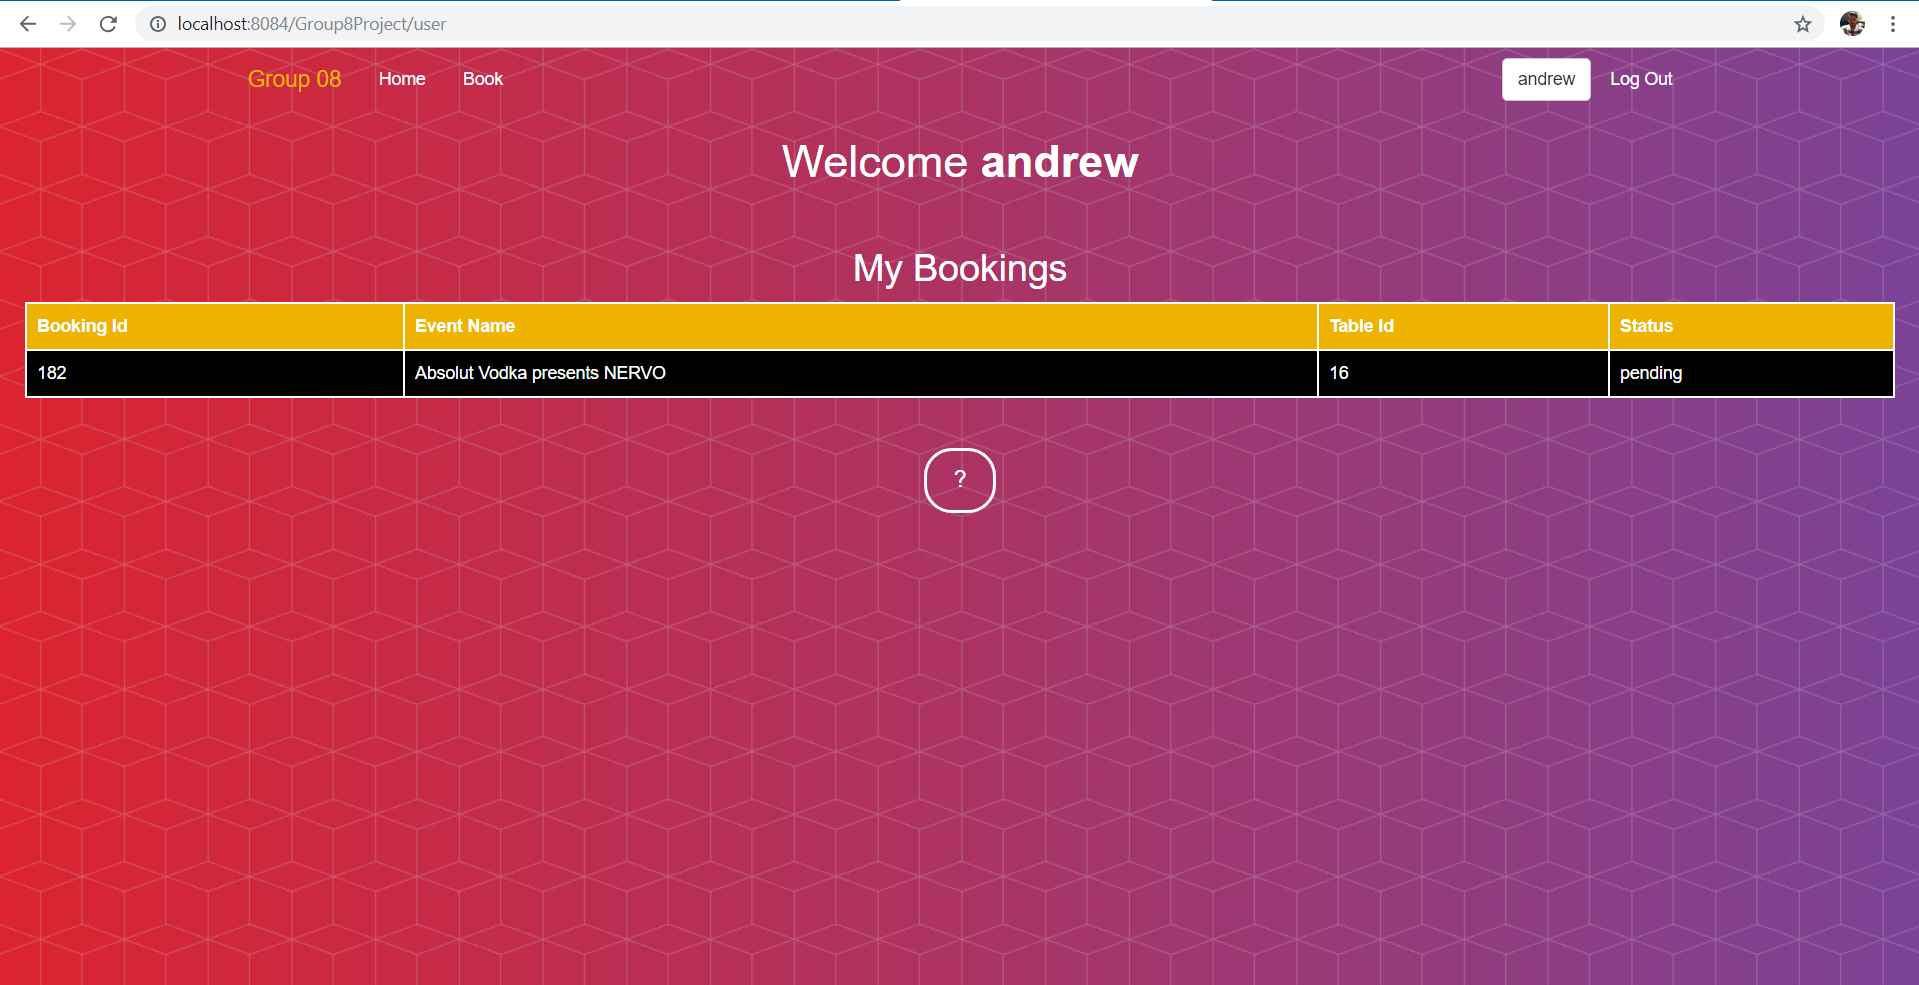 localhost:8084/Group8Project/user
Group 08 Home Book andrew Log Out
Welcome andrew
My Bookings
Booking Id Event Name Table Id Status
182 Absolut Vodka presents NERVO 16 pending
?